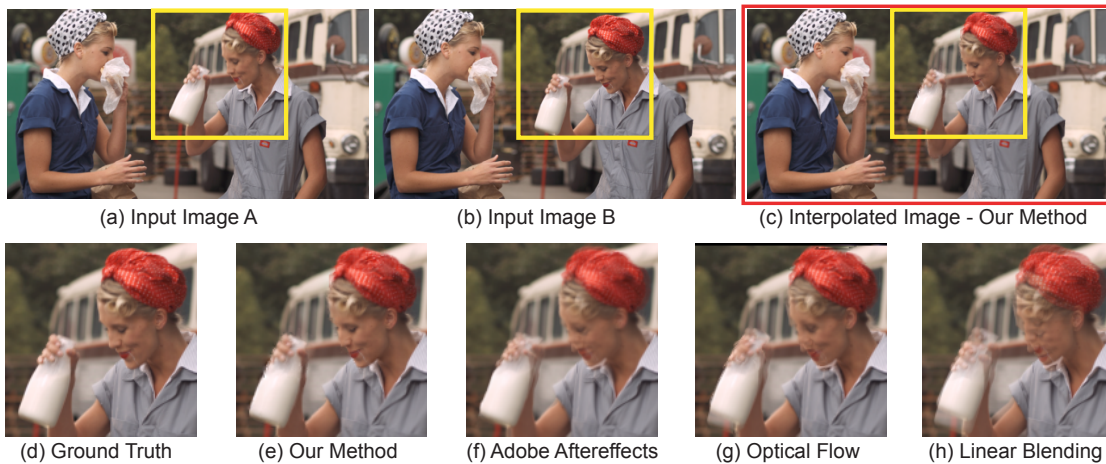 (a) Input Image A
(b) Input Image B
(c) Interpolated Image - Our Method
(d) Ground Truth
(e) Our Method
(f) Adobe Aftereffects
(g) Optical Flow
(h) Linear Blending